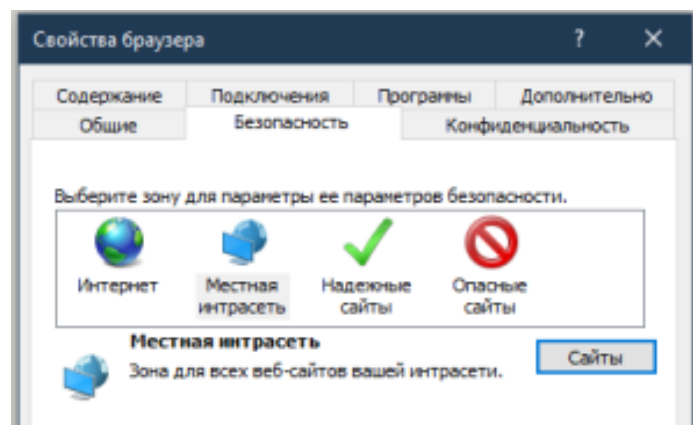 Свойства браузера ? ✕
Содержание Подключения Программы Дополнительно
Общие Безопасность Конфиденциальность
Выберите зону для параметры ее параметров безопасности.
Интернет Местная интрасеть Надежные сайты Опасные сайты
Местная интрасеть
Зона для всех веб-сайтов вашей интрасети.
Сайты